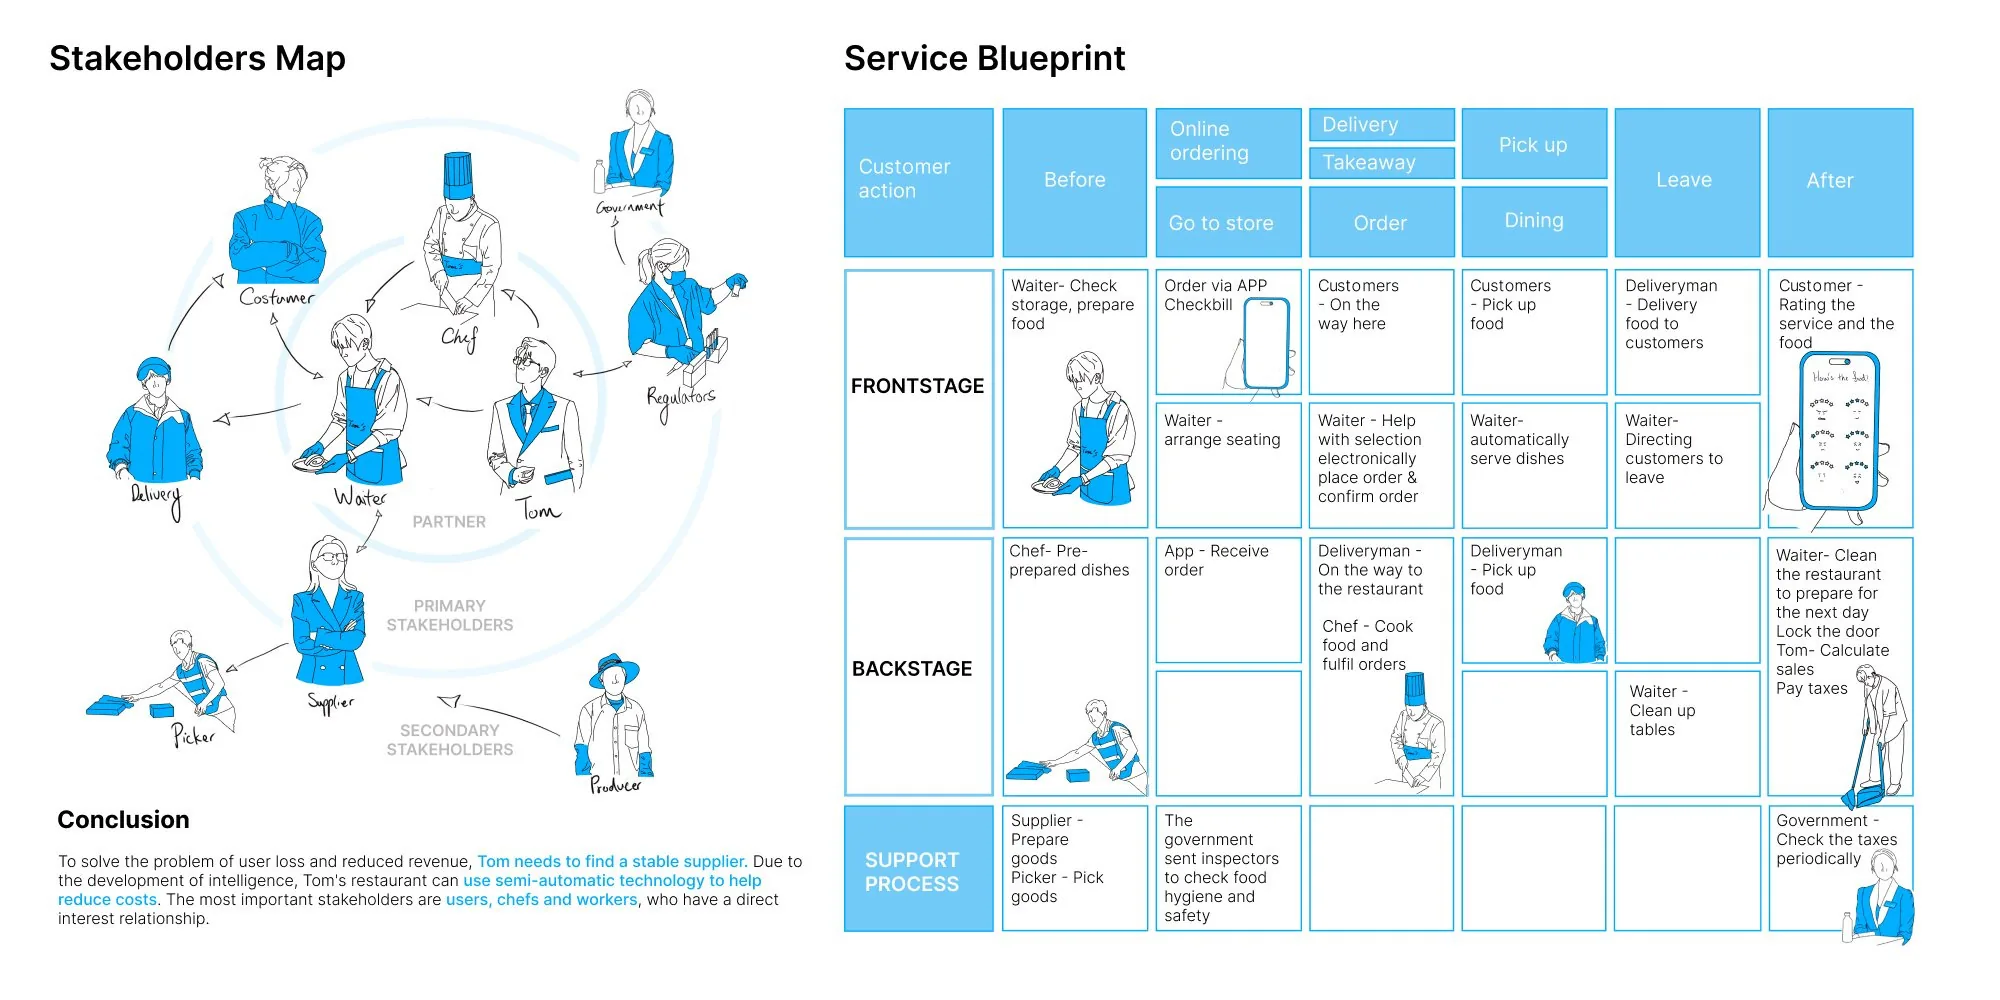 Stakeholders Map
Government
Costumer
Chef
Tom's
Regulators
Delivery
Tom's
Waiter
Tom
PARTNER
PRIMARY
STAKEHOLDERS
Supplier
Picker
SECONDARY
STAKEHOLDERS
Producer
Conclusion
To solve the problem of user loss and reduced revenue, Tom needs to find a stable supplier. Due to
the development of intelligence, Tom's restaurant can use semi-automatic technology to help
reduce costs. The most important stakeholders are users, chefs and workers, who have a direct
interest relationship.
Service Blueprint
Customer
action
Before
Online
ordering
Go to store
Delivery
Takeaway
Order
Pick up
Dining
Leave
After
FRONTSTAGE
Waiter- Check
storage, prepare
food
Tom's
Order via APP
Checkbill
Customers
- On the
way here
Customers
- Pick up
food
Deliveryman
- Delivery
food to
customers
Customer -
Rating the
service and the
food
How's the food?
Waiter -
arrange seating
Waiter - Help
with selection
electronically
place order &
confirm order
Waiter-
automatically
serve dishes
Waiter-
Directing
customers to
leave
BACKSTAGE
Chef- Pre-
prepared dishes
App - Receive
order
Deliveryman -
On the way to
the restaurant
Chef - Cook
food and
fulfil orders
Tom's
Deliveryman
- Pick up
food
Waiter -
Clean up
tables
Waiter- Clean
the restaurant
to prepare for
the next day
Lock the door
Tom- Calculate
sales
Pay taxes
SUPPORT
PROCESS
Supplier -
Prepare
goods
Picker - Pick
goods
The
government
sent inspectors
to check food
hygiene and
safety
Government -
Check the taxes
periodically